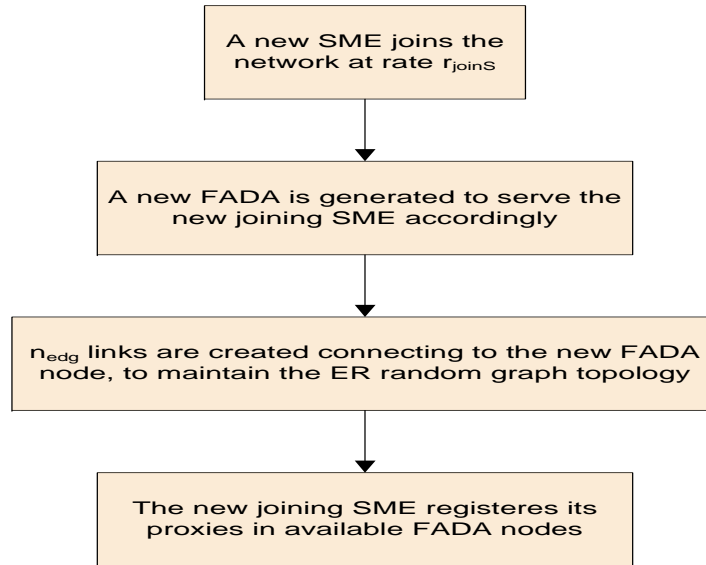 A new SME joins the
network at rate r_joinS
A new FADA is generated to serve the
new joining SME accordingly
n_edg links are created connecting to the new FADA
node, to maintain the ER random graph topology
The new joining SME registeres its
proxies in available FADA nodes